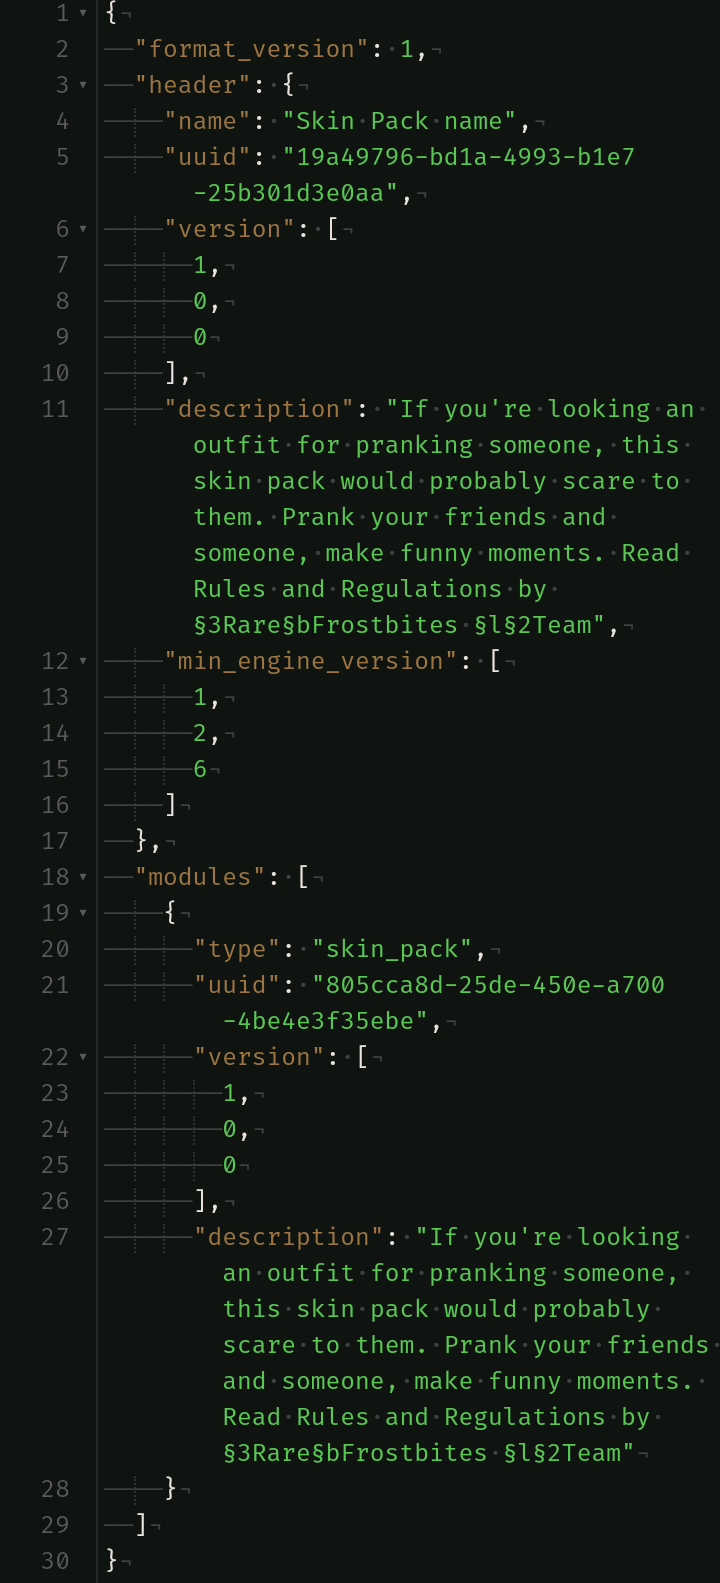 1 {
2 "format_version": 1,
3 "header": {
4 "name": "Skin Pack name",
5 "uuid": "19a49796-bd1a-4993-b1e7
-25b301d3e0aa",
6 "version": [
7 1,
8 0,
9 0
10 ],
11 "description": "If you're looking an
outfit for pranking someone, this
skin pack would probably scare to
them. Prank your friends and
someone, make funny moments. Read
Rules and Regulations by
§3Rare§bFrostbites §l§2Team",
12 "min_engine_version": [
13 1,
14 2,
15 6
16 ]
17 },
18 "modules": [
19 {
20 "type": "skin_pack",
21 "uuid": "805cca8d-25de-450e-a700
-4be4e3f35ebe",
22 "version": [
23 1,
24 0,
25 0
26 ],
27 "description": "If you're looking
an outfit for pranking someone,
this skin pack would probably
scare to them. Prank your friends
and someone, make funny moments.
Read Rules and Regulations by
§3Rare§bFrostbites §l§2Team"
28 }
29 ]
30 }